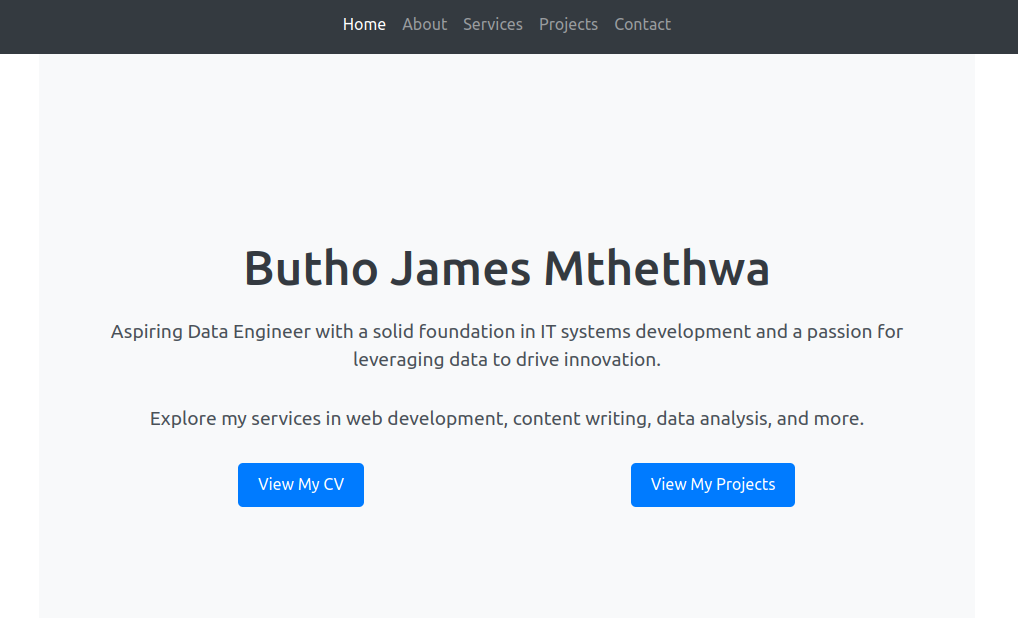 Home About Services Projects Contact
Butho James Mthethwa
Aspiring Data Engineer with a solid foundation in IT systems development and a passion for
leveraging data to drive innovation.
Explore my services in web development, content writing, data analysis, and more.
View My CV View My Projects